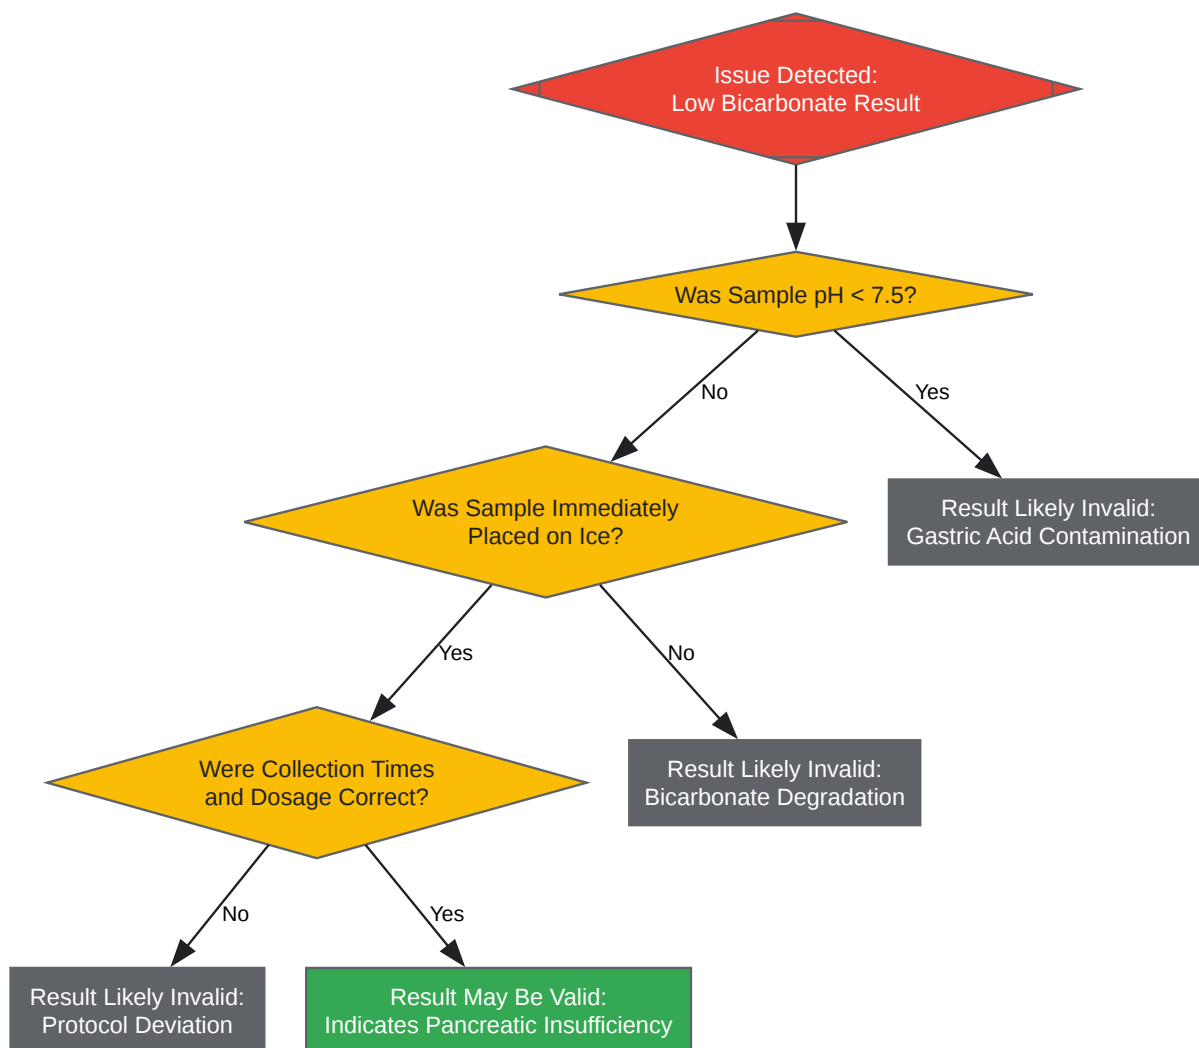 Issue Detected:
Low Bicarbonate Result
Was Sample pH < 7.5?
No
Yes
Was Sample Immediately
Placed on Ice?
Result Likely Invalid:
Gastric Acid Contamination
Yes
No
Were Collection Times
and Dosage Correct?
Result Likely Invalid:
Bicarbonate Degradation
No
Yes
Result Likely Invalid:
Protocol Deviation
Result May Be Valid:
Indicates Pancreatic Insufficiency